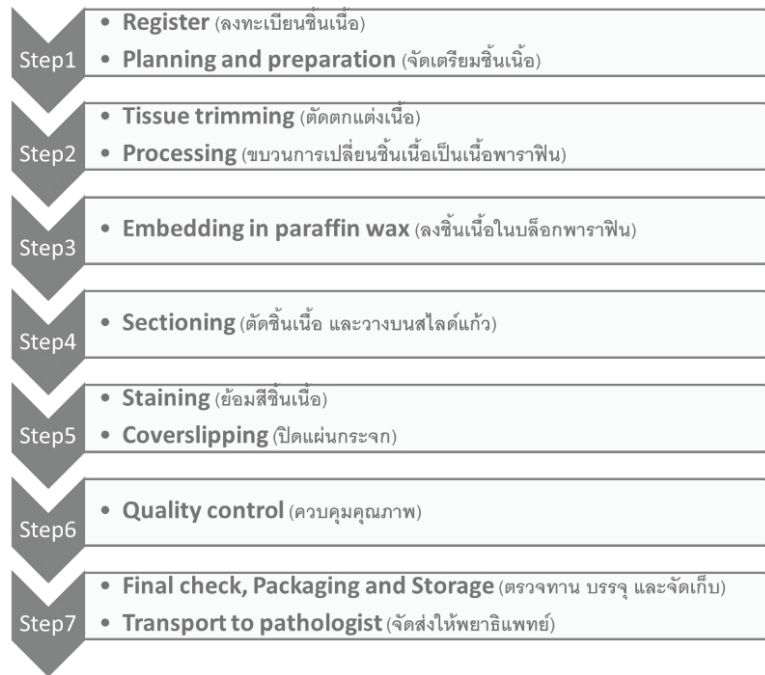 Step1
• Register (ลงทะเบียนชิ้นเนื้อ)
• Planning and preparation (จัดเตรียมชิ้นเนิ้อ)
Step2
• Tissue trimming (ตัดตกแต่งเนื้อ)
• Processing (ขบวนการเปลี่ยนชิ้นเนื้อเป็นเนื้อพาราฟิน)
Step3
• Embedding in paraffin wax (ลงชิ้นเนื้อในบล็อกพาราฟิน)
Step4
• Sectioning (ตัดชิ้นเนื้อ และวางบนสไลด์แก้ว)
Step5
• Staining (ย้อมสีชิ้นเนื้อ)
• Coverslipping (ปิดแผ่นกระจก)
Step6
• Quality control (ควบคุมคุณภาพ)
Step7
• Final check, Packaging and Storage (ตรวจทาน บรรจุ และจัดเก็บ)
• Transport to pathologist (จัดส่งให้พยาธิแพทย์)